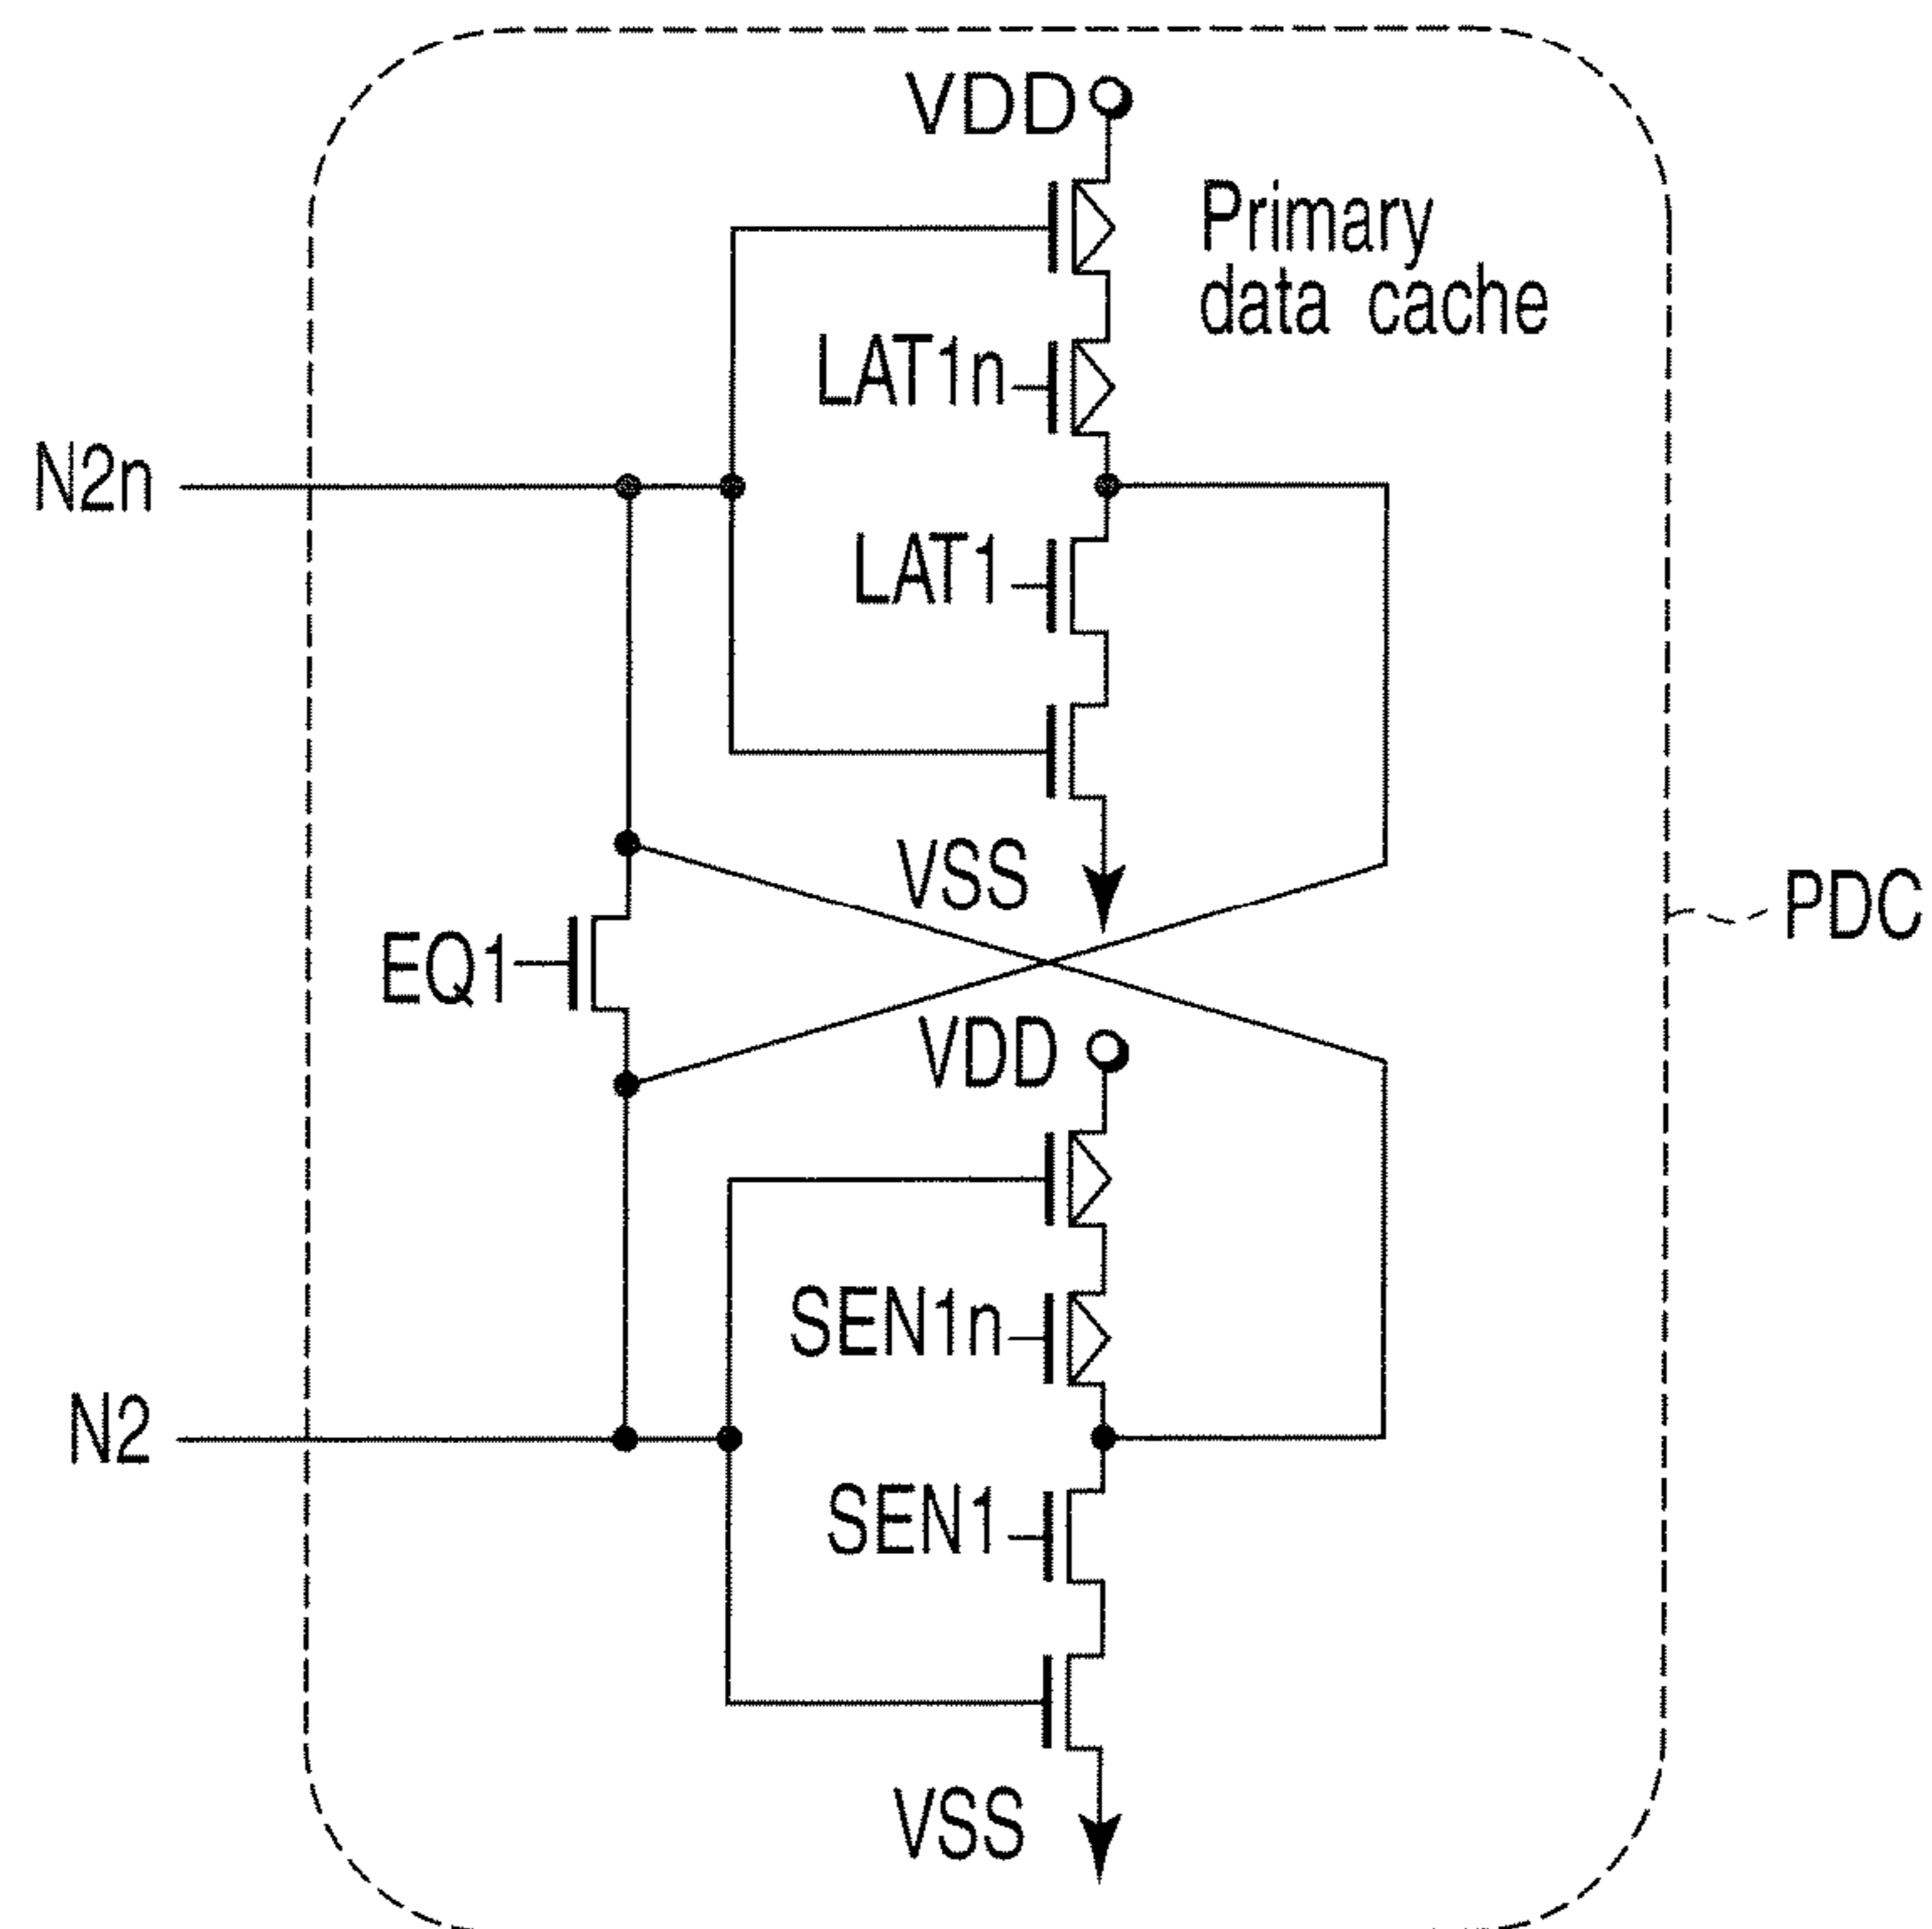 VDD
Primary
data cache
LAT1n
N2n
LAT1
VSS
PDC
EQ1
VDD
SEN1n
N2
SEN1
VSS